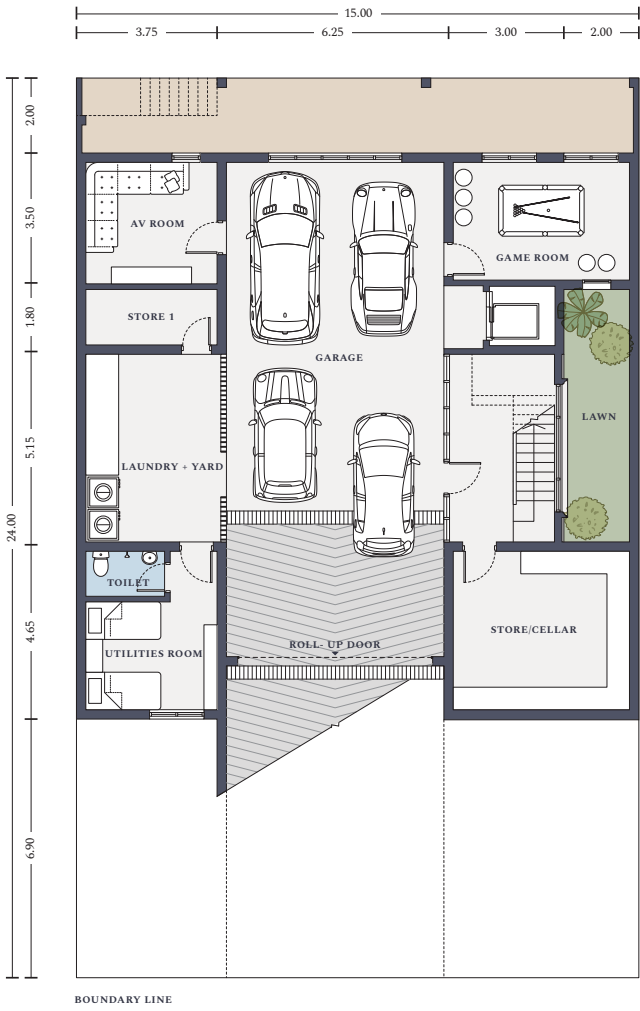 15.00
3.75 6.25 3.00 2.00
2.00
3.50
AV ROOM
GAME ROOM
1.80
STORE 1
GARAGE
LAWN
5.15
LAUNDRY + YARD
24.00
TOILET
4.65
STORE/CELLAR
ROLL- UP DOOR
UTILITIES ROOM
6.90
BOUNDARY LINE